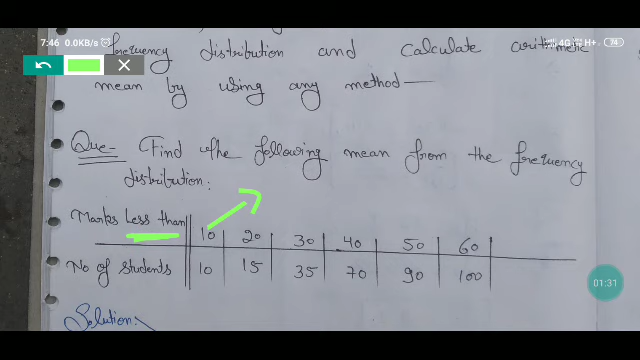 7:46 0.0KB/s 4G H+ 74
frequency distribution and calculate arithmetic
mean by using any method—
Que- Find the following mean from the frequency
distribution:
Marks Less than 10 20 30 40 50 60
No of students 10 15 35 70 90 100
01:31
Solution: